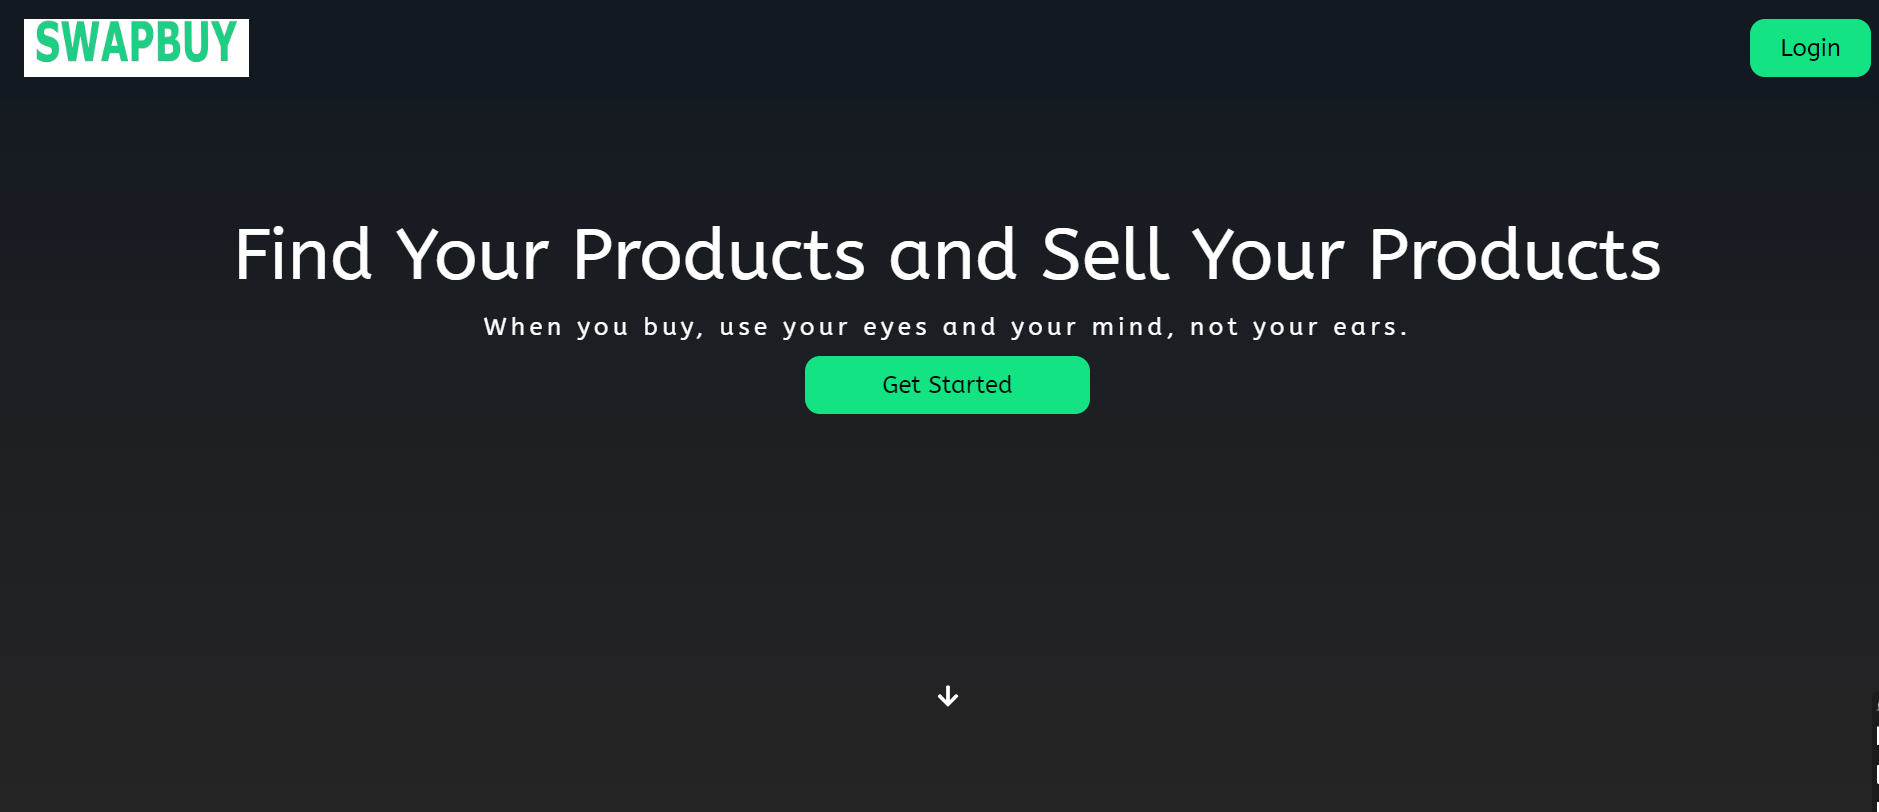 SWAPBUY
Login
Find Your Products and Sell Your Products
When you buy, use your eyes and your mind, not your ears.
Get Started